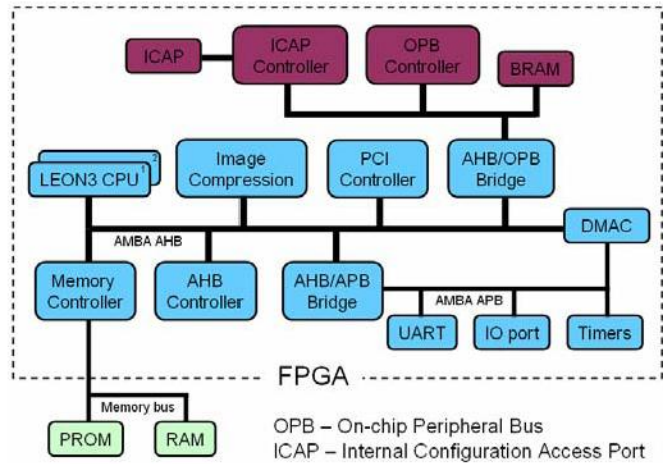 ICAP
ICAP
Controller
OPB
Controller
BRAM
2
1
LEON3 CPU
Image
Compression
PCI
Controller
AHB/OPB
Bridge
AMBA AHB
DMAC
Memory
Controller
AHB
Controller
AHB/APB
Bridge
AMBA APB
UART
IO port
Timers
FPGA
Memory bus
PROM
RAM
OPB – On-chip Peripheral Bus
ICAP – Internal Configuration Access Port